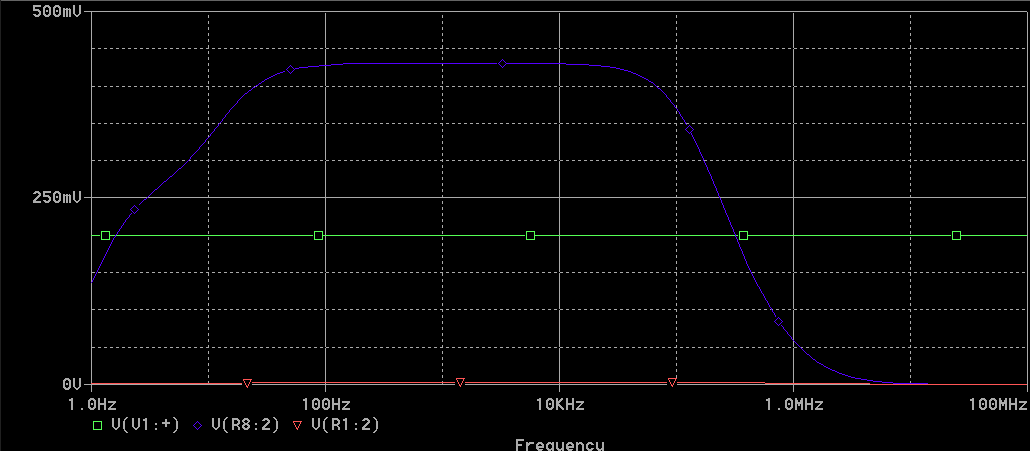 500mV
250mV
0V
1.0Hz 100Hz 10KHz 1.0MHz 100MHz
V(V1:+) V(R8:2) V(R1:2)
Frequency